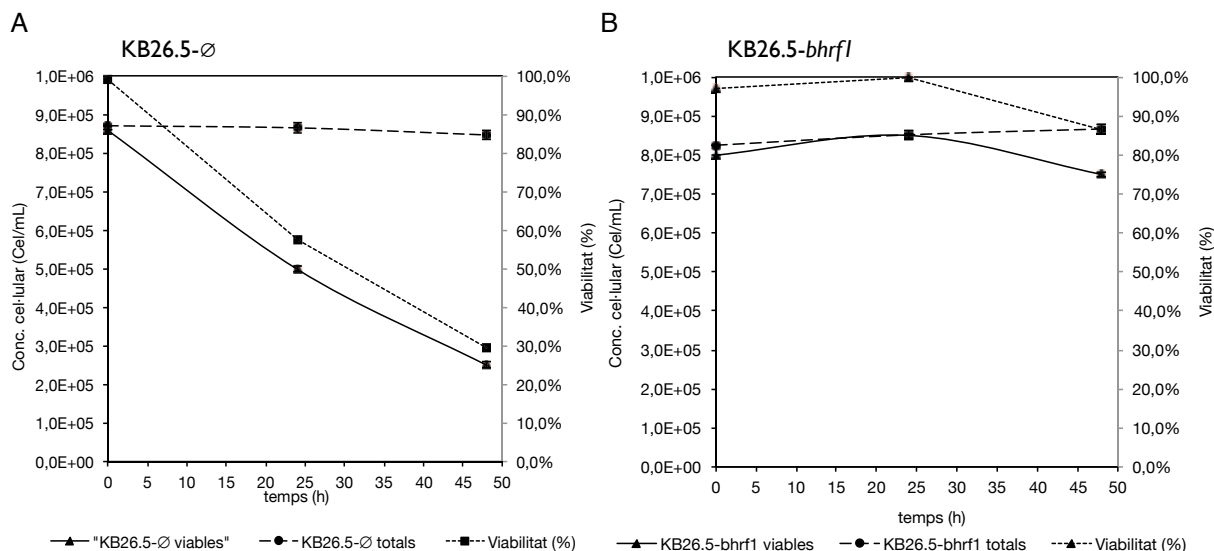 A
KB26.5-∅
1,0E+06
9,0E+05
8,0E+05
7,0E+05
6,0E+05
5,0E+05
4,0E+05
3,0E+05
2,0E+05
1,0E+05
0,0E+00
Conc. cel·lular (Cel/mL)
100,0%
90,0%
80,0%
70,0%
60,0%
50,0%
40,0%
30,0%
20,0%
10,0%
0,0%
Viabilitat (%)
0 5 10 15 20 25 30 35 40 45 50
temps (h)
"KB26.5-∅ viables" KB26.5-∅ totals Viabilitat (%)
B
KB26.5-bhrf1
1,0E+06
9,0E+05
8,0E+05
7,0E+05
6,0E+05
5,0E+05
4,0E+05
3,0E+05
2,0E+05
1,0E+05
0,0E+00
Conc. cel·lular (Cel/mL)
100,0%
90,0%
80,0%
70,0%
60,0%
50,0%
40,0%
30,0%
20,0%
10,0%
0,0%
Viabilitat (%)
0 5 10 15 20 25 30 35 40 45 50
temps (h)
KB26.5-bhrf1 viables KB26.5-bhrf1 totals Viabilitat (%)